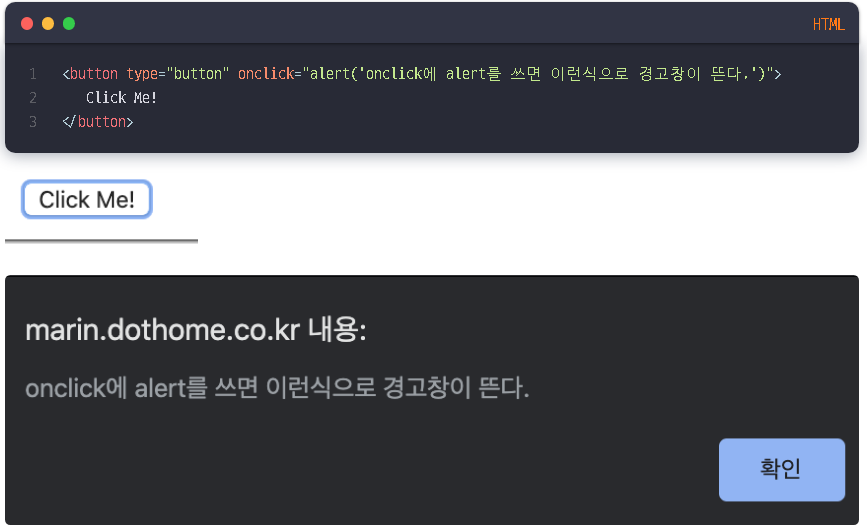 HTML
1 <button type="button" onclick="alert('onclick에 alert를 쓰면 이런식으로 경고창이 뜬다.')">
2 Click Me!
3 </button>
Click Me!
marin.dothome.co.kr 내용:
onclick에 alert를 쓰면 이런식으로 경고창이 뜬다.
확인